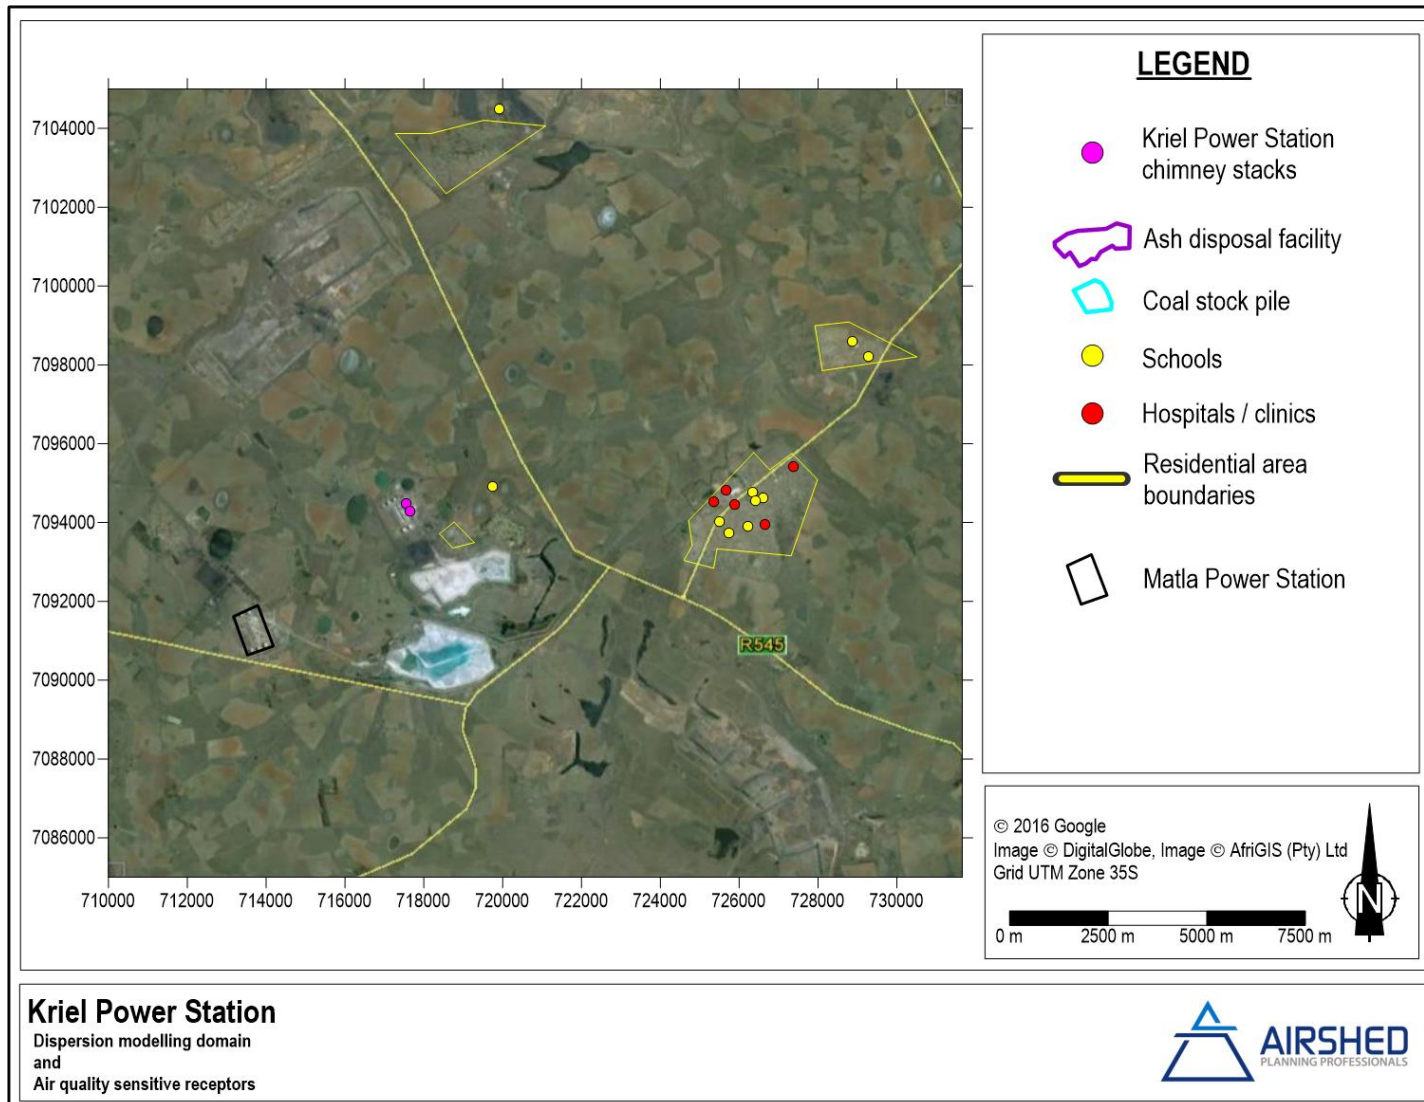 LEGEND
Kriel Power Station
chimney stacks
Ash disposal facility
Coal stock pile
Schools
Hospitals / clinics
Residential area
boundaries
Matla Power Station
7104000
7102000
7100000
7098000
7096000
7094000
7092000
7090000
7088000
7086000
R545
710000 712000 714000 716000 718000 720000 722000 724000 726000 728000 730000
© 2016 Google
Image © DigitalGlobe, Image © AfriGIS (Pty) Ltd
Grid UTM Zone 35S
N
0 m 2500 m 5000 m 7500 m
Kriel Power Station
Dispersion modelling domain
and
Air quality sensitive receptors
AIRSHED
PLANNING PROFESSIONALS